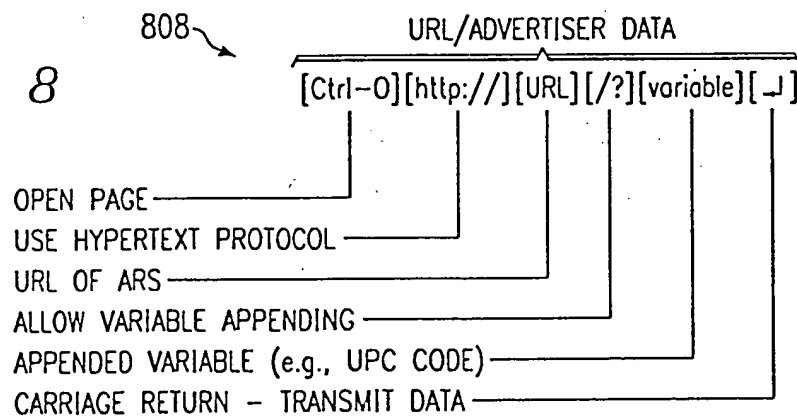 808
URL/ADVERTISER DATA
8
[Ctrl-O][http://][URL][/?][variable][↵]
OPEN PAGE
USE HYPERTEXT PROTOCOL
URL OF ARS
ALLOW VARIABLE APPENDING
APPENDED VARIABLE (e.g., UPC CODE)
CARRIAGE RETURN - TRANSMIT DATA